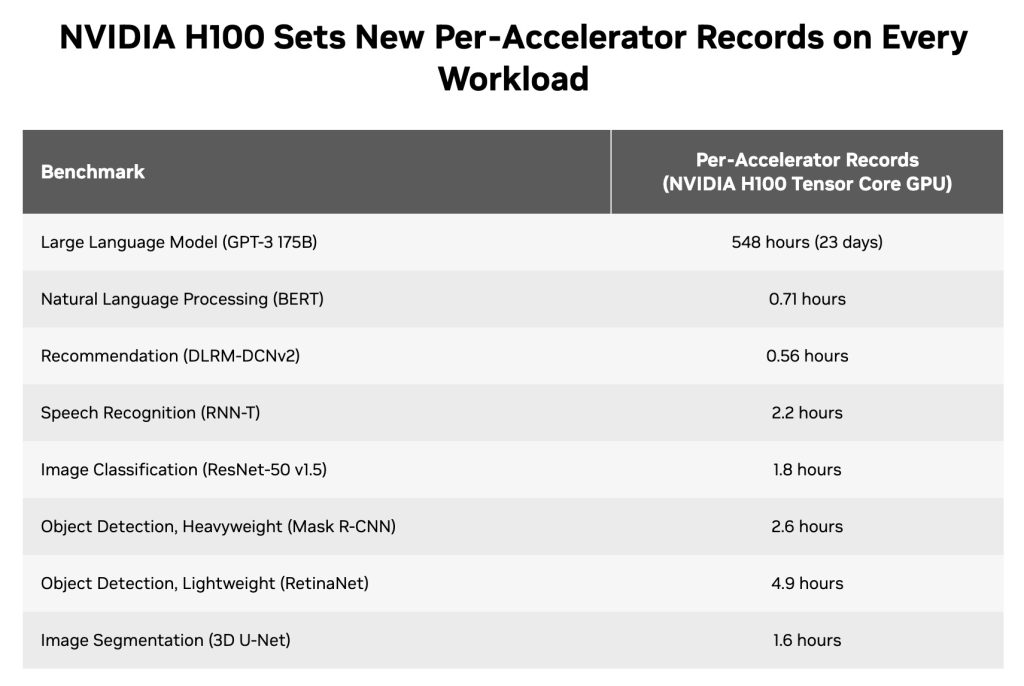 NVIDIA H100 Sets New Per-Accelerator Records on Every
Workload
Benchmark
Per-Accelerator Records
(NVIDIA H100 Tensor Core GPU)
Large Language Model (GPT-3 175B)
548 hours (23 days)
Natural Language Processing (BERT)
0.71 hours
Recommendation (DLRM-DCNv2)
0.56 hours
Speech Recognition (RNN-T)
2.2 hours
Image Classification (ResNet-50 v1.5)
1.8 hours
Object Detection, Heavyweight (Mask R-CNN)
2.6 hours
Object Detection, Lightweight (RetinaNet)
4.9 hours
Image Segmentation (3D U-Net)
1.6 hours